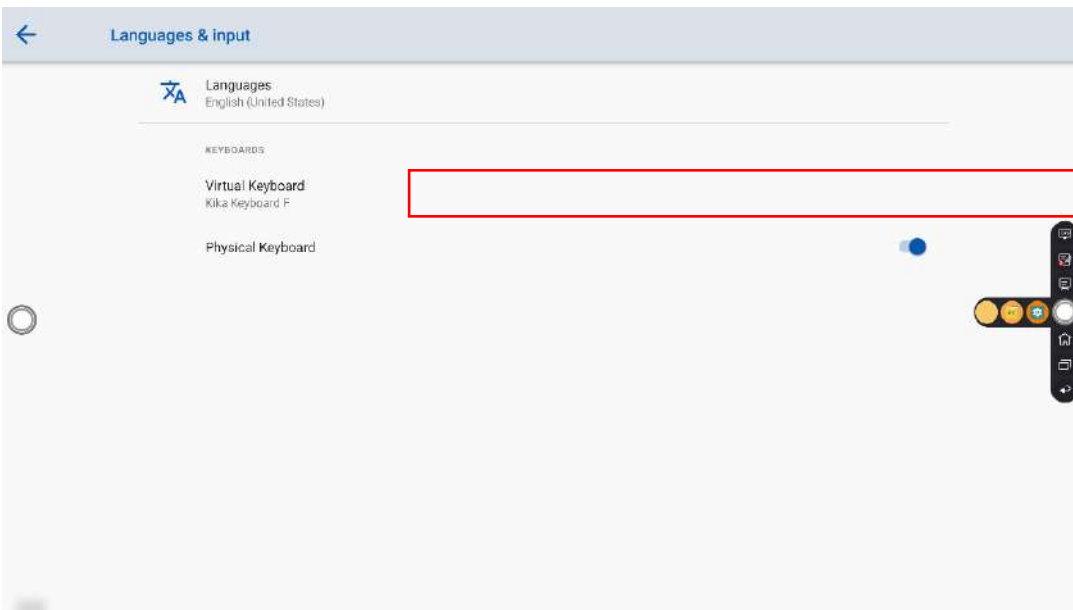 Languages & input
Languages
English (United States)
KEYBOARDS
Virtual Keyboard
Kika Keyboard F
Physical Keyboard